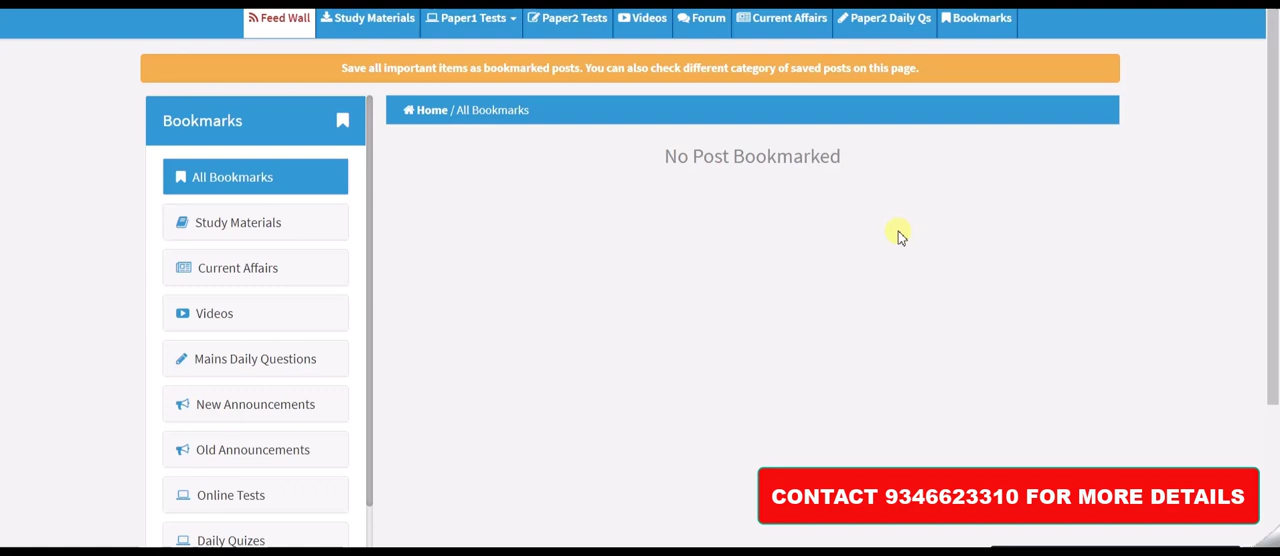 Feed Wall Study Materials Paper1 Tests Paper2 Tests Videos Forum Current Affairs Paper2 Daily Qs Bookmarks
Save all important items as bookmarked posts. You can also check different category of saved posts on this page.
Bookmarks
All Bookmarks
Study Materials
Current Affairs
Videos
Mains Daily Questions
New Announcements
Old Announcements
Online Tests
Daily Quizes
Home / All Bookmarks
No Post Bookmarked
CONTACT 9346623310 FOR MORE DETAILS